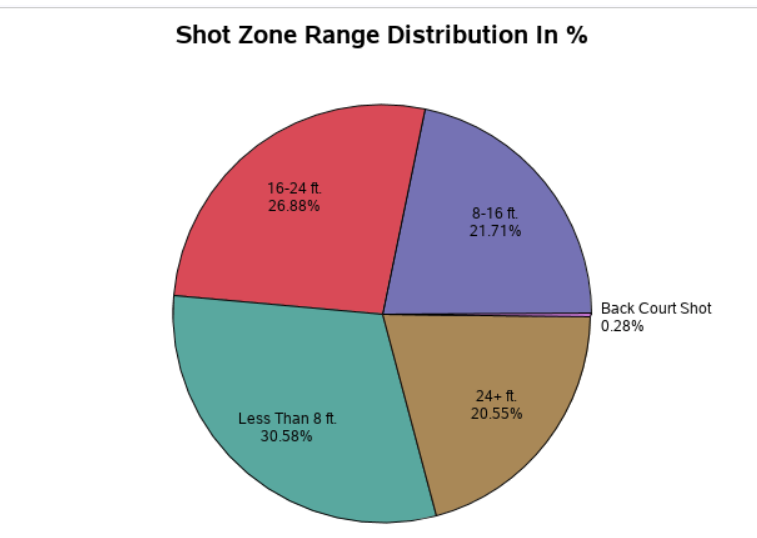 Shot Zone Range Distribution In %
16-24 ft.
26.88%
8-16 ft.
21.71%
Back Court Shot
0.28%
24+ ft.
20.55%
Less Than 8 ft.
30.58%